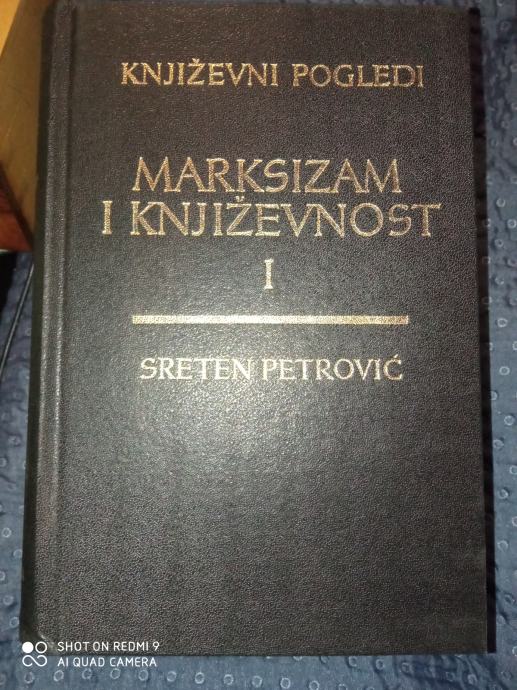 KNJIŽEVNI POGLEDI
MARKSIZAM
I KNJIŽEVNOST
I
SRETEN PETROVIĆ
SHOT ON REDMI 9
AI QUAD CAMERA